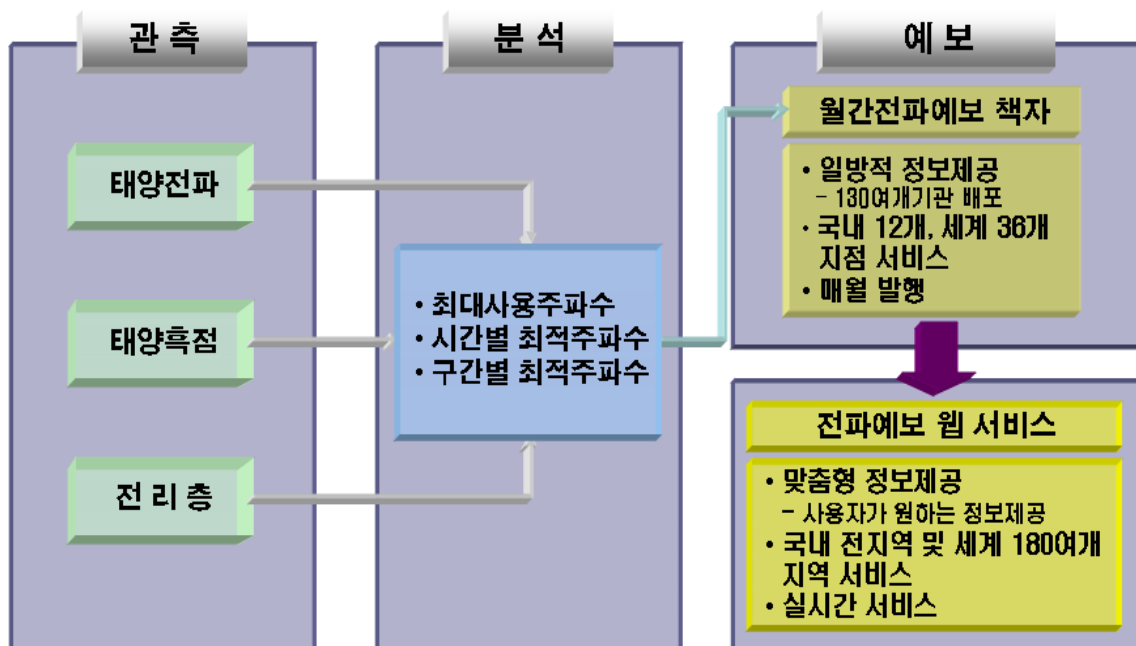 관 측
태양전파
태양흑점
전 리 층
분 석
• 최대사용주파수
• 시간별 최적주파수
• 구간별 최적주파수
예 보
월간전파예보 책자
• 일방적 정보제공
- 130여개기관 배포
• 국내 12개, 세계 36개
지점 서비스
• 매월 발행
전파예보 웹 서비스
• 맞춤형 정보제공
- 사용자가 원하는 정보제공
• 국내 전지역 및 세계 180여개
지역 서비스
• 실시간 서비스